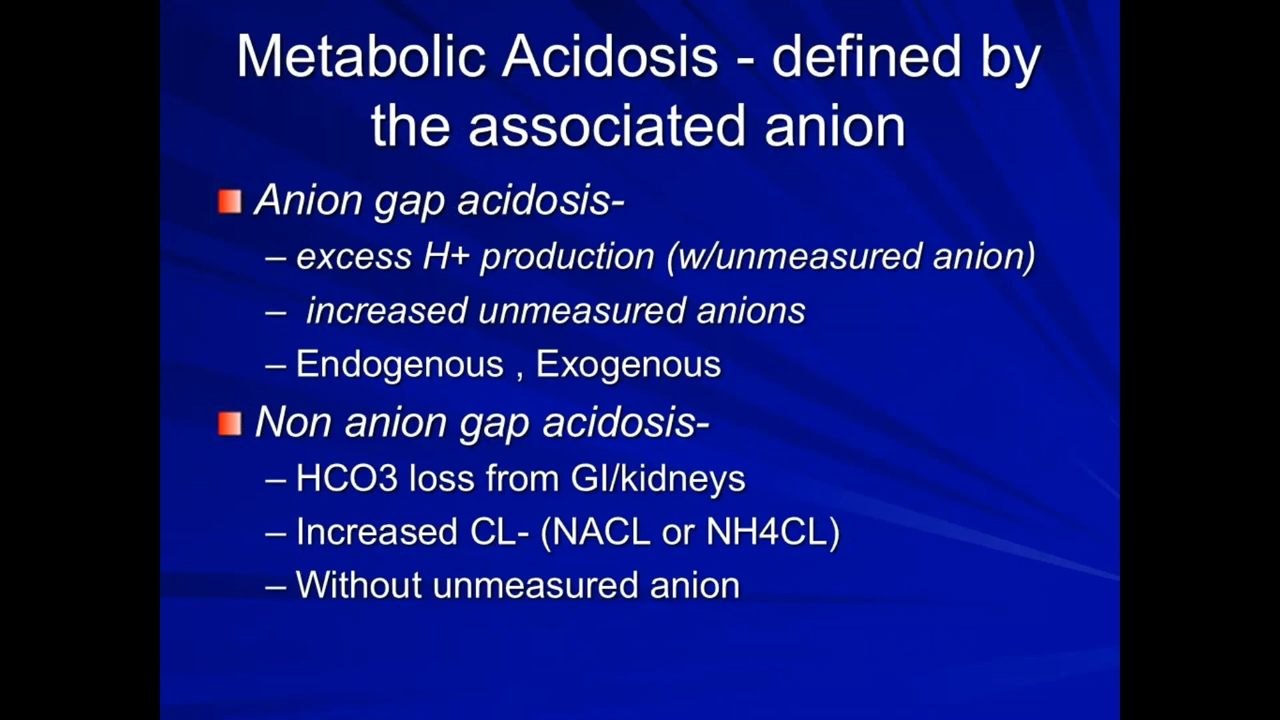 Metabolic Acidosis - defined by
the associated anion
Anion gap acidosis-
– excess H+ production (w/unmeasured anion)
– increased unmeasured anions
– Endogenous , Exogenous
Non anion gap acidosis-
– HCO3 loss from GI/kidneys
– Increased CL- (NACL or NH4CL)
– Without unmeasured anion